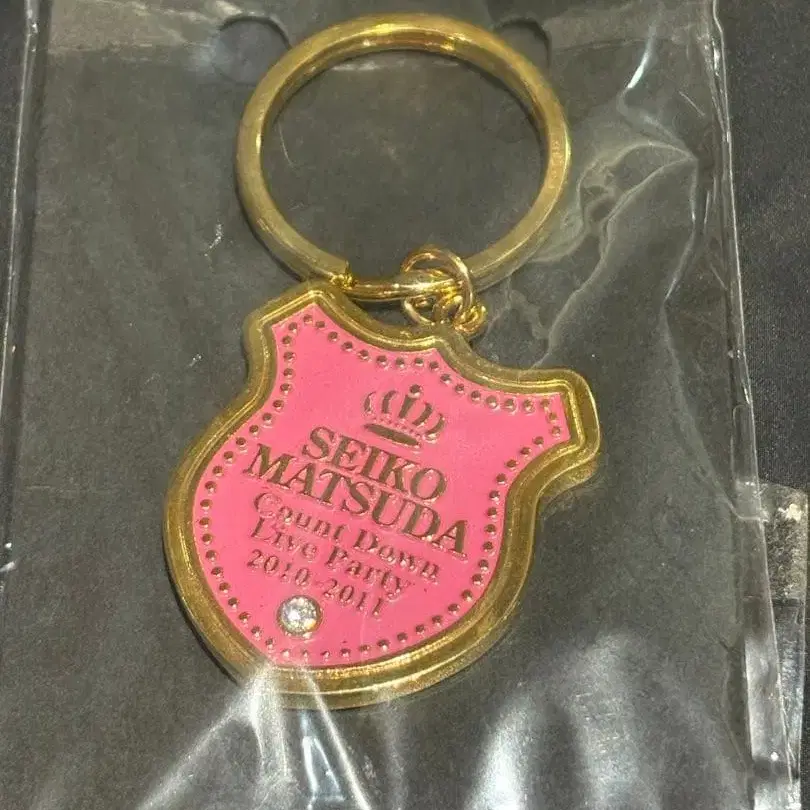 SEIKO
MATSUDA
Count Down
Live Party
2010-2011